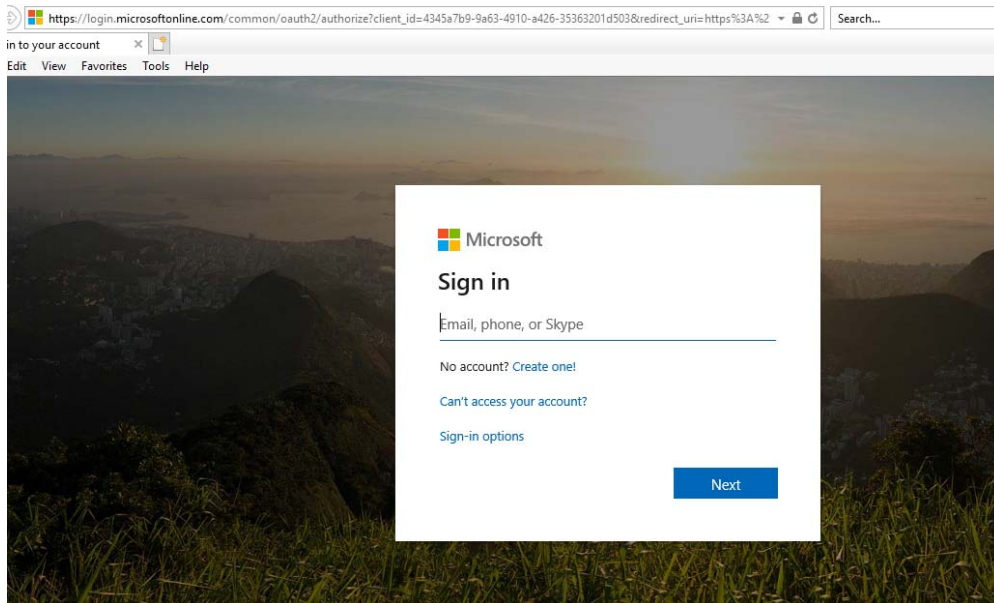 https://login.microsoftonline.com/common/oauth2/authorize?client_id=4345a7b9-9a63-4910-a426-35363201d503&redirect_uri=https%3A%2 Search...
in to your account
Edit View Favorites Tools Help
Microsoft
Sign in
Email, phone, or Skype
No account? Create one!
Can't access your account?
Sign-in options
Next